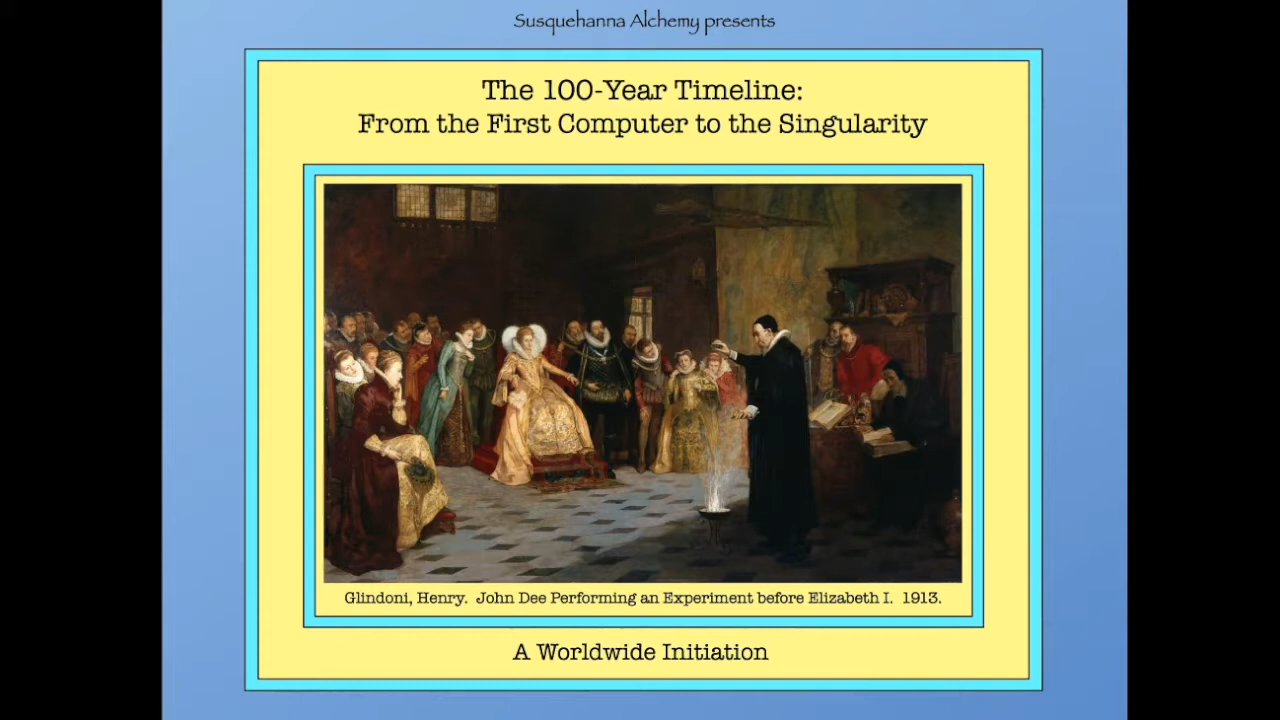 Susquehanna Alchemy presents
The 100-Year Timeline:
From the First Computer to the Singularity
Glindoni, Henry. John Dee Performing an Experiment before Elizabeth I. 1913.
A Worldwide Initiation